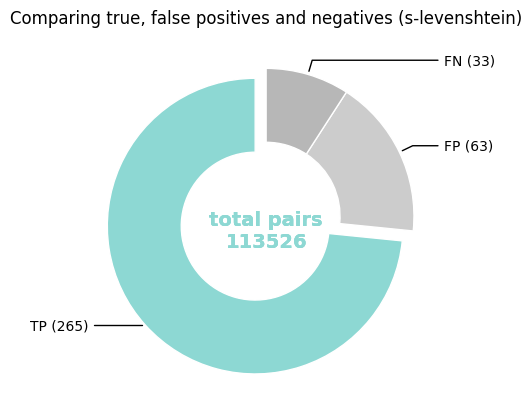 Comparing true, false positives and negatives (s-levenshtein)
FN (33)
FP (63)
total pairs
113526
TP (265)